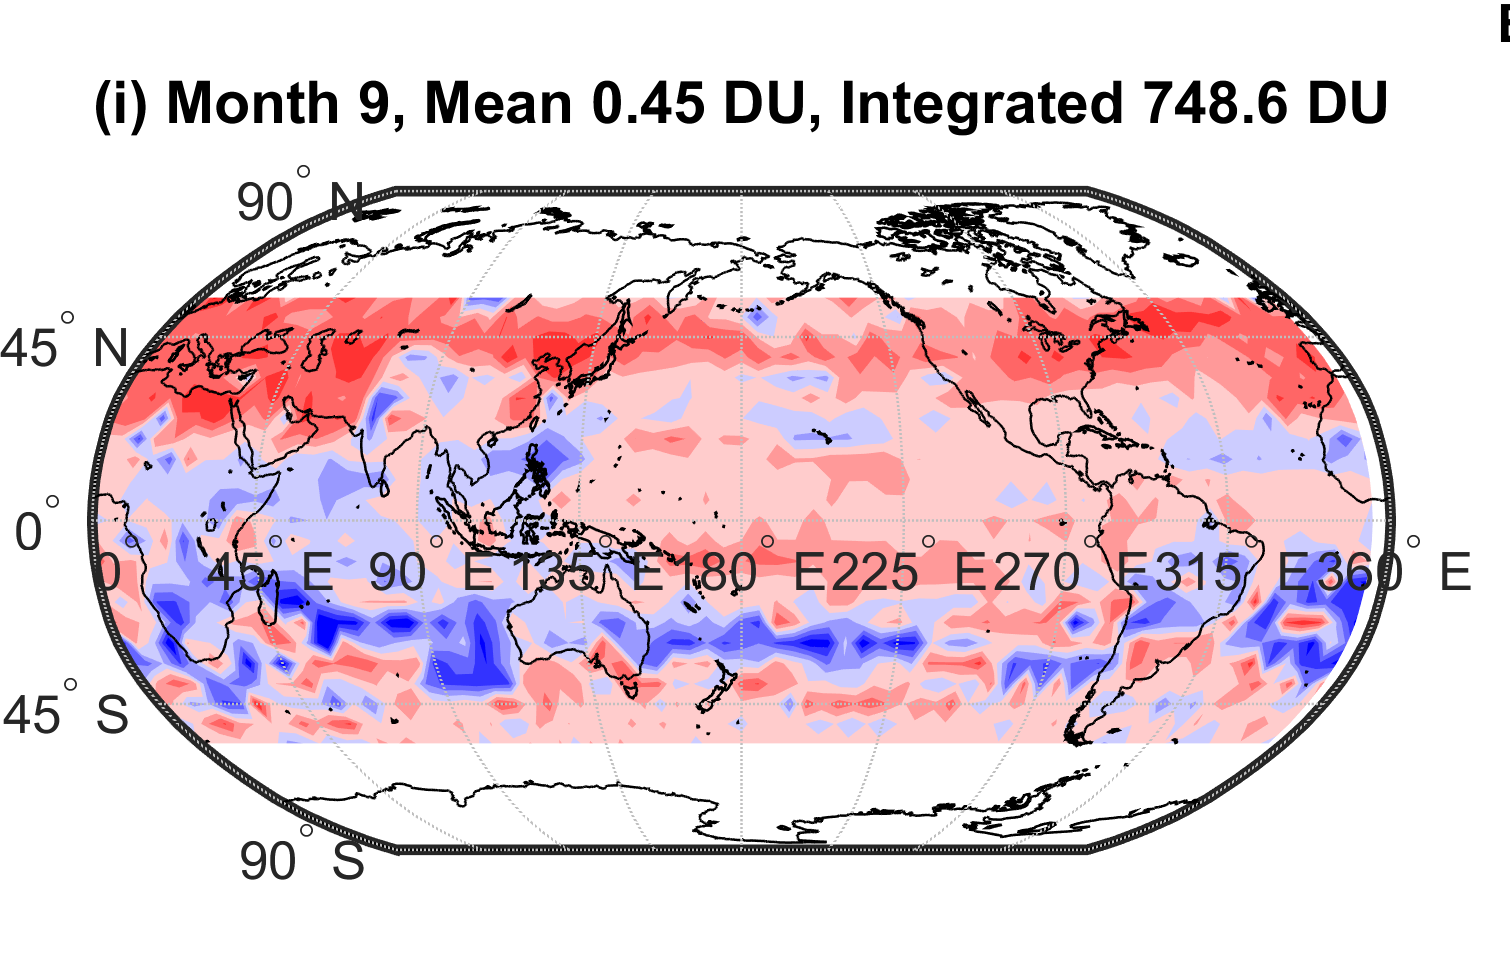 (i) Month 9, Mean 0.45 DU, Integrated 748.6 DU
90° N
45° N
0°
0° 45° E 90° E 135° E 180° E 225° E 270° E 315° E 360° E
45° S
90° S